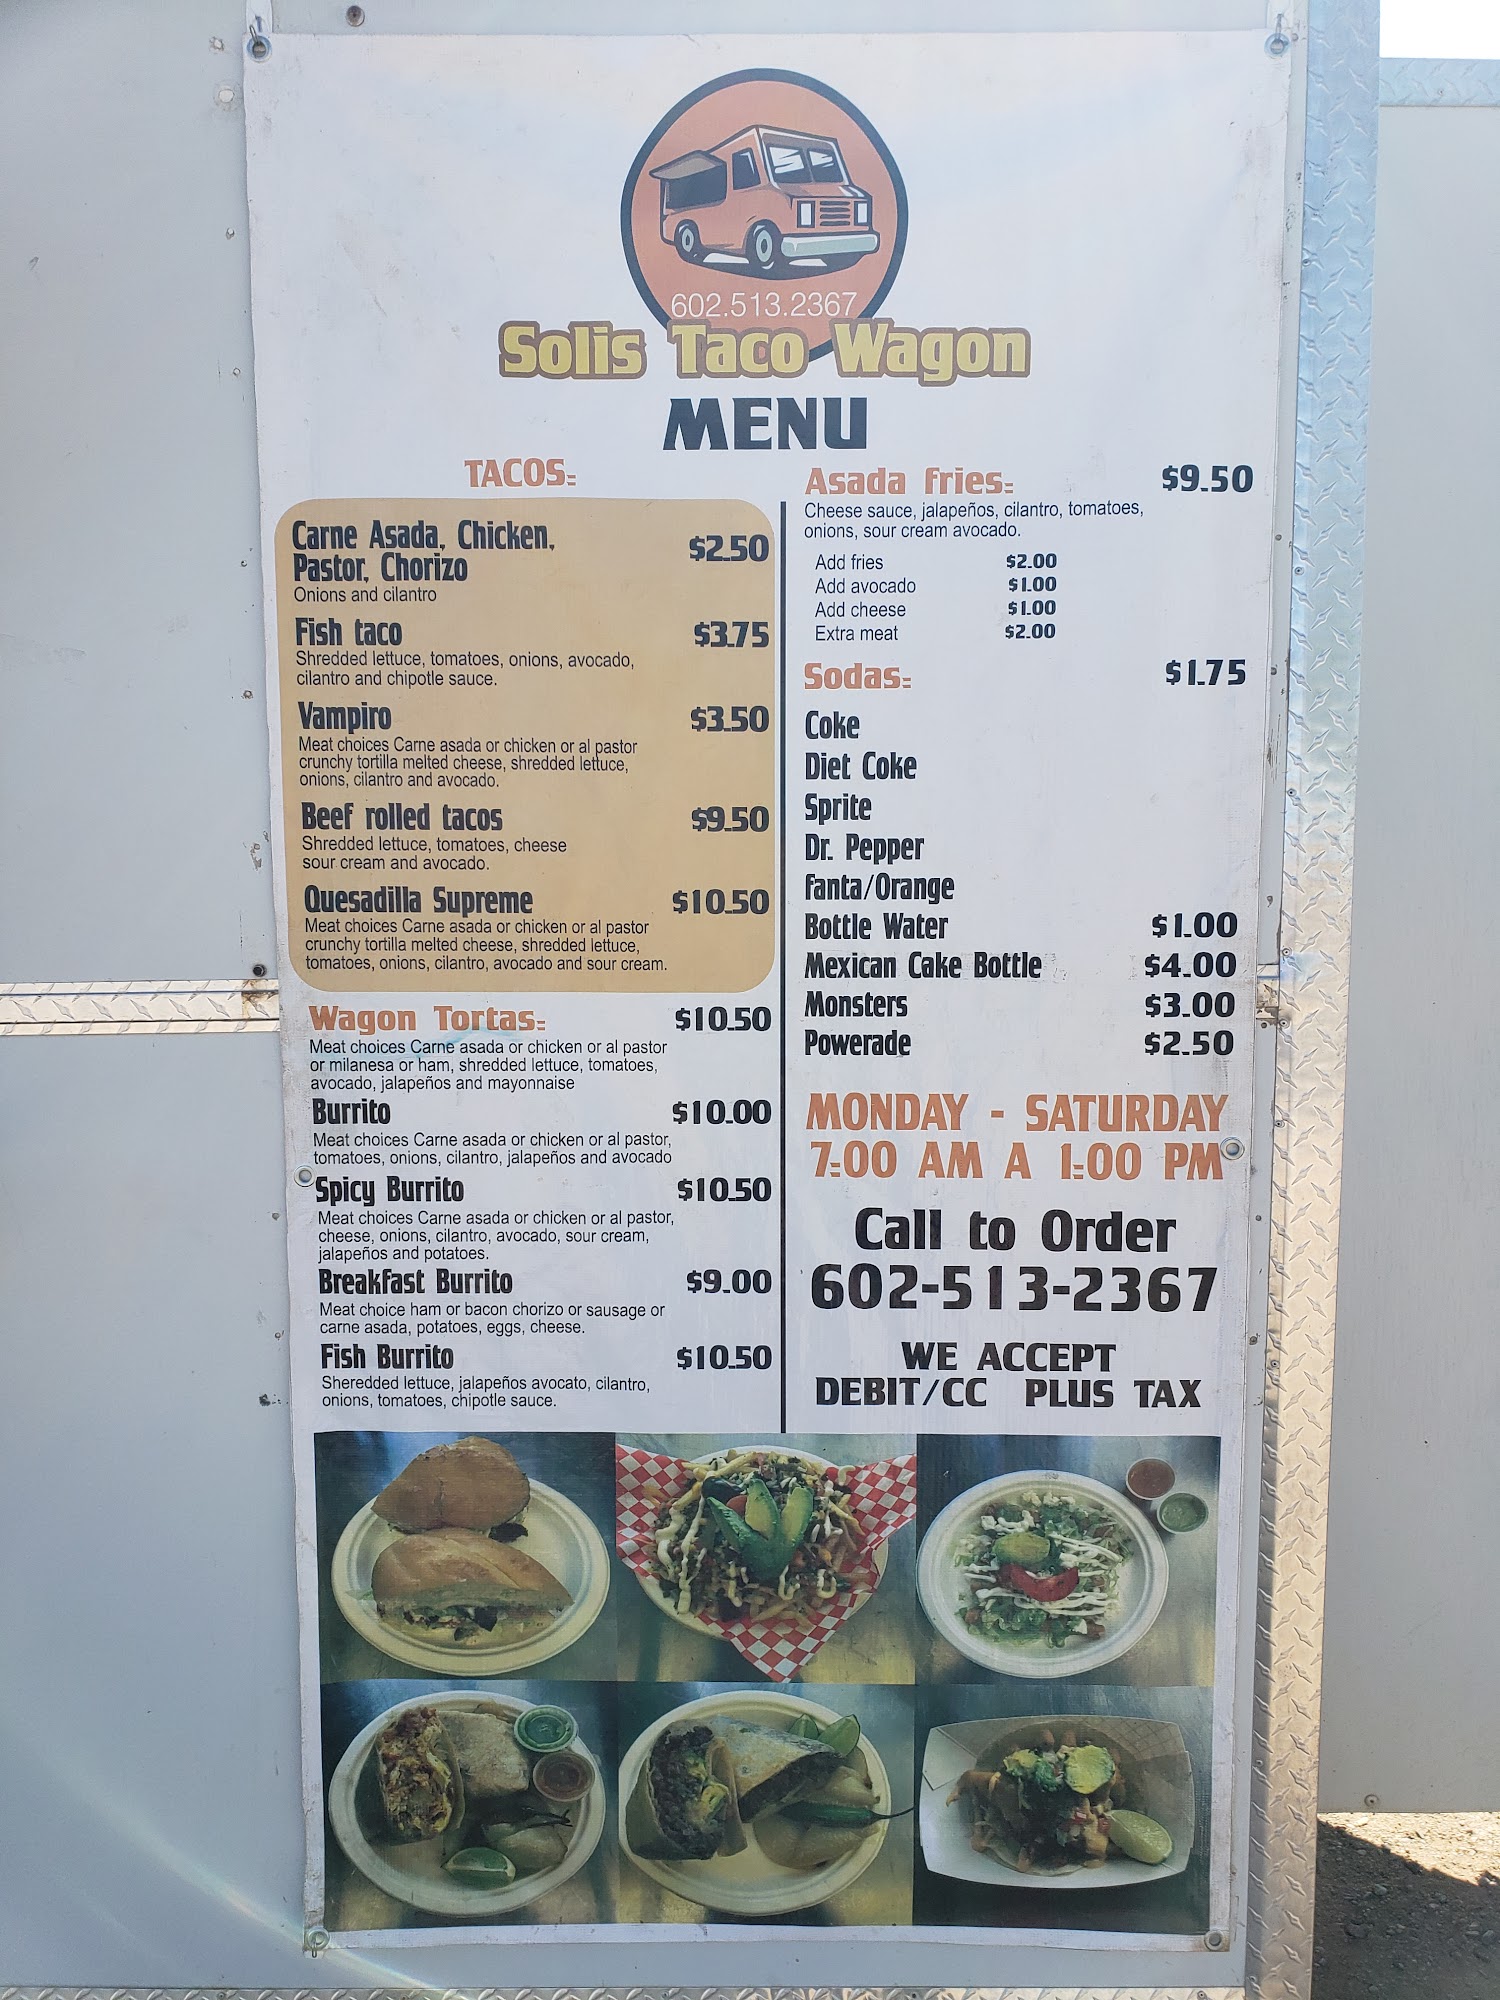 602.513.2367
Solis Taco Wagon
MENU
TACOS:
Carne Asada, Chicken, $2.50
Pastor, Chorizo
Onions and cilantro
Fish taco $3.75
Shredded lettuce, tomatoes, onions, avocado,
cilantro and chipotle sauce.
Vampiro $3.50
Meat choices Carne asada or chicken or al pastor
crunchy tortilla melted cheese, shredded lettuce,
onions, cilantro and avocado.
Beef rolled tacos $9.50
Shredded lettuce, tomatoes, cheese
sour cream and avocado.
Quesadilla Supreme $10.50
Meat choices Carne asada or chicken or al pastor
crunchy tortilla melted cheese, shredded lettuce,
tomatoes, onions, cilantro, avocado and sour cream.
Wagon Tortas: $10.50
Meat choices Carne asada or chicken or al pastor
or milanesa or ham, shredded lettuce, tomatoes,
avocado, jalapeños and mayonnaise
Burrito $10.00
Meat choices Carne asada or chicken or al pastor,
tomatoes, onions, cilantro, jalapeños and avocado
Spicy Burrito $10.50
Meat choices Carne asada or chicken or al pastor,
cheese, onions, cilantro, avocado, sour cream,
jalapeños and potatoes.
Breakfast Burrito $9.00
Meat choice ham or bacon chorizo or sausage or
carne asada, potatoes, eggs, cheese.
Fish Burrito $10.50
Sheredded lettuce, jalapeños avocato, cilantro,
onions, tomatoes, chipotle sauce.
Asada fries: $9.50
Cheese sauce, jalapeños, cilantro, tomatoes,
onions, sour cream avocado.
Add fries $2.00
Add avocado $1.00
Add cheese $1.00
Extra meat $2.00
Sodas: $1.75
Coke
Diet Coke
Sprite
Dr. Pepper
fanta/Orange
Bottle Water $1.00
Mexican Cake Bottle $4.00
Monsters $3.00
Powerade $2.50
MONDAY - SATURDAY
7:00 AM A 1:00 PM
Call to Order
602-513-2367
WE ACCEPT
DEBIT/CC PLUS TAX